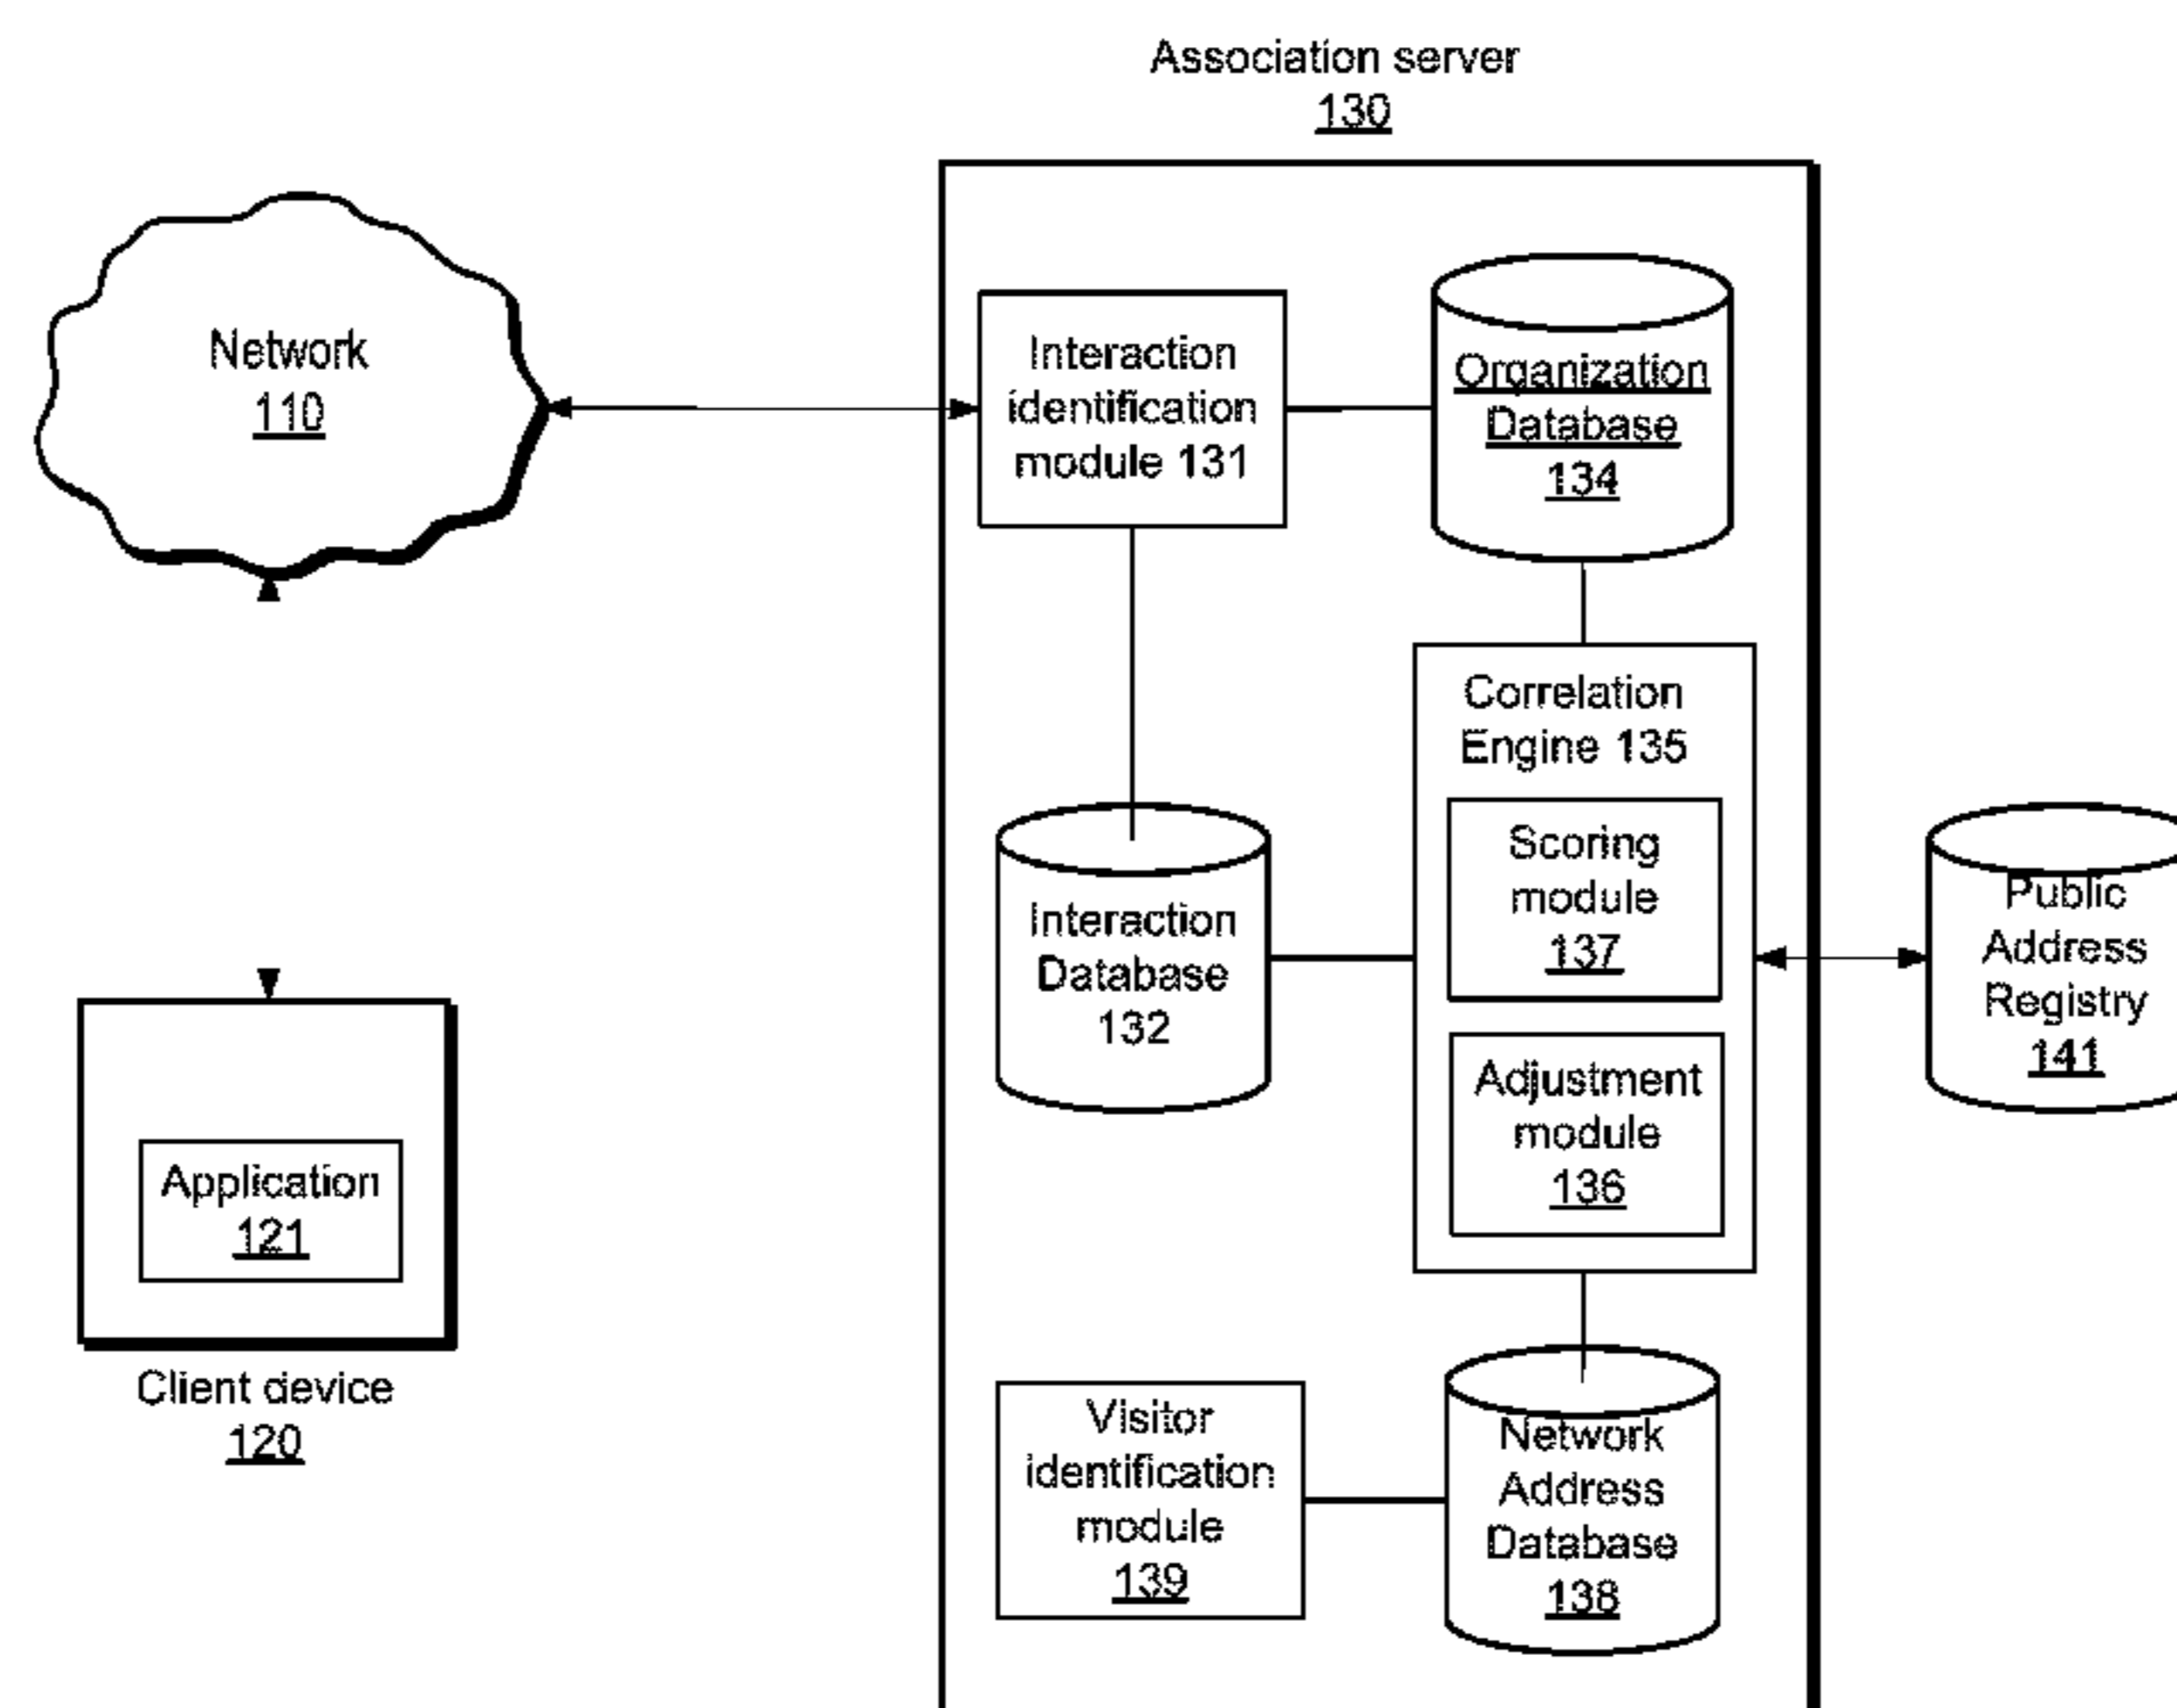 Association server
130
Network
110
Interaction
identification
module 131
Organization
Database
134
Correlation
Engine 135
Scoring
module
137
Adjustment
module
136
Interaction
Database
132
Public
Address
Registry
141
Application
121
Client device
120
Visitor
identification
module
139
Network
Address
Database
138